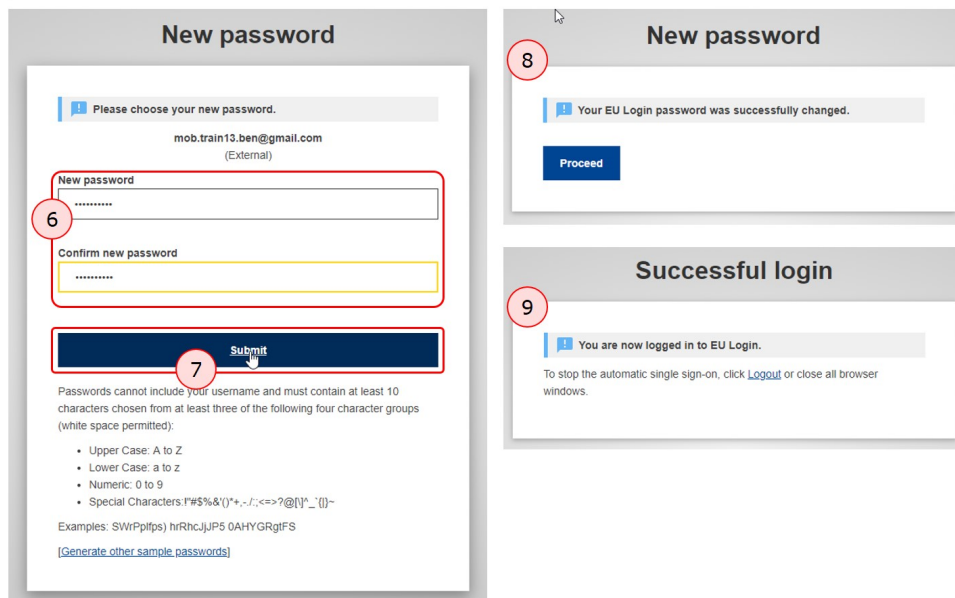 New password
Please choose your new password.
mob.train13.ben@gmail.com
(External)
New password
••••••••••
6
Confirm new password
••••••••••
Submit
7
Passwords cannot include your username and must contain at least 10
characters chosen from at least three of the following four character groups
(white space permitted):
• Upper Case: A to Z
• Lower Case: a to z
• Numeric: 0 to 9
• Special Characters:!"#$%&'()*+,-./:;<=>?@[\]^_`{|}~
Examples: SWrPplfps) hrRhcJjJP5 0AHYGRgtFS
[Generate other sample passwords]
New password
8
Your EU Login password was successfully changed.
Proceed
Successful login
9
You are now logged in to EU Login.
To stop the automatic single sign-on, click Logout or close all browser
windows.